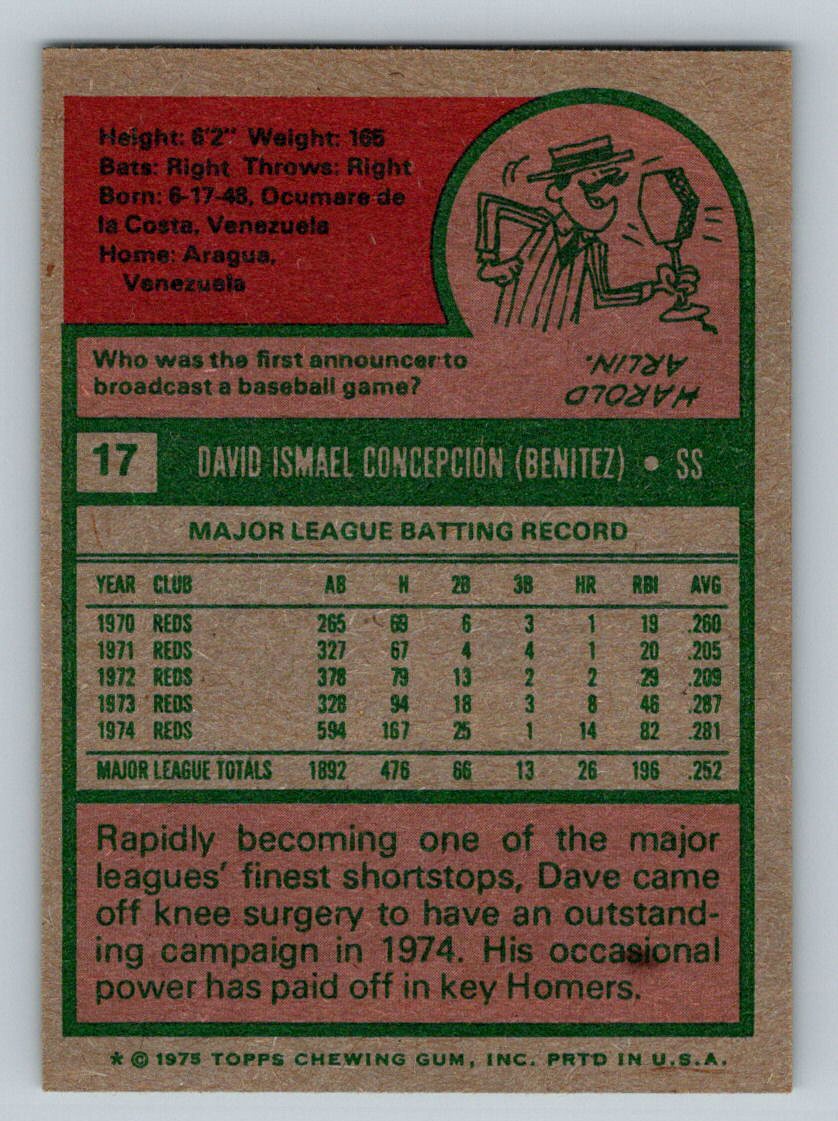 Height: 6'2" Weight: 165
Bats: Right Throws: Right
Born: 6-17-48, Ocumare de
la Costa, Venezuela
Home: Aragua,
Venezuela
Who was the first announcer to
broadcast a baseball game?
HAROLD
ARLIN.
17 DAVID ISMAEL CONCEPCION (BENITEZ) • SS
MAJOR LEAGUE BATTING RECORD
YEAR CLUB AB H 2B 3B HR RBI AVG
1970 REDS 265 69 6 3 1 19 .260
1971 REDS 327 67 4 4 1 20 .205
1972 REDS 378 79 13 2 2 29 .209
1973 REDS 328 94 18 3 8 46 .287
1974 REDS 594 167 25 1 14 82 .281
MAJOR LEAGUE TOTALS 1892 476 66 13 26 196 .252
Rapidly becoming one of the major
leagues' finest shortstops, Dave came
off knee surgery to have an outstand-
ing campaign in 1974. His occasional
power has paid off in key Homers.
* © 1975 TOPPS CHEWING GUM, INC. PRTD IN U.S.A.